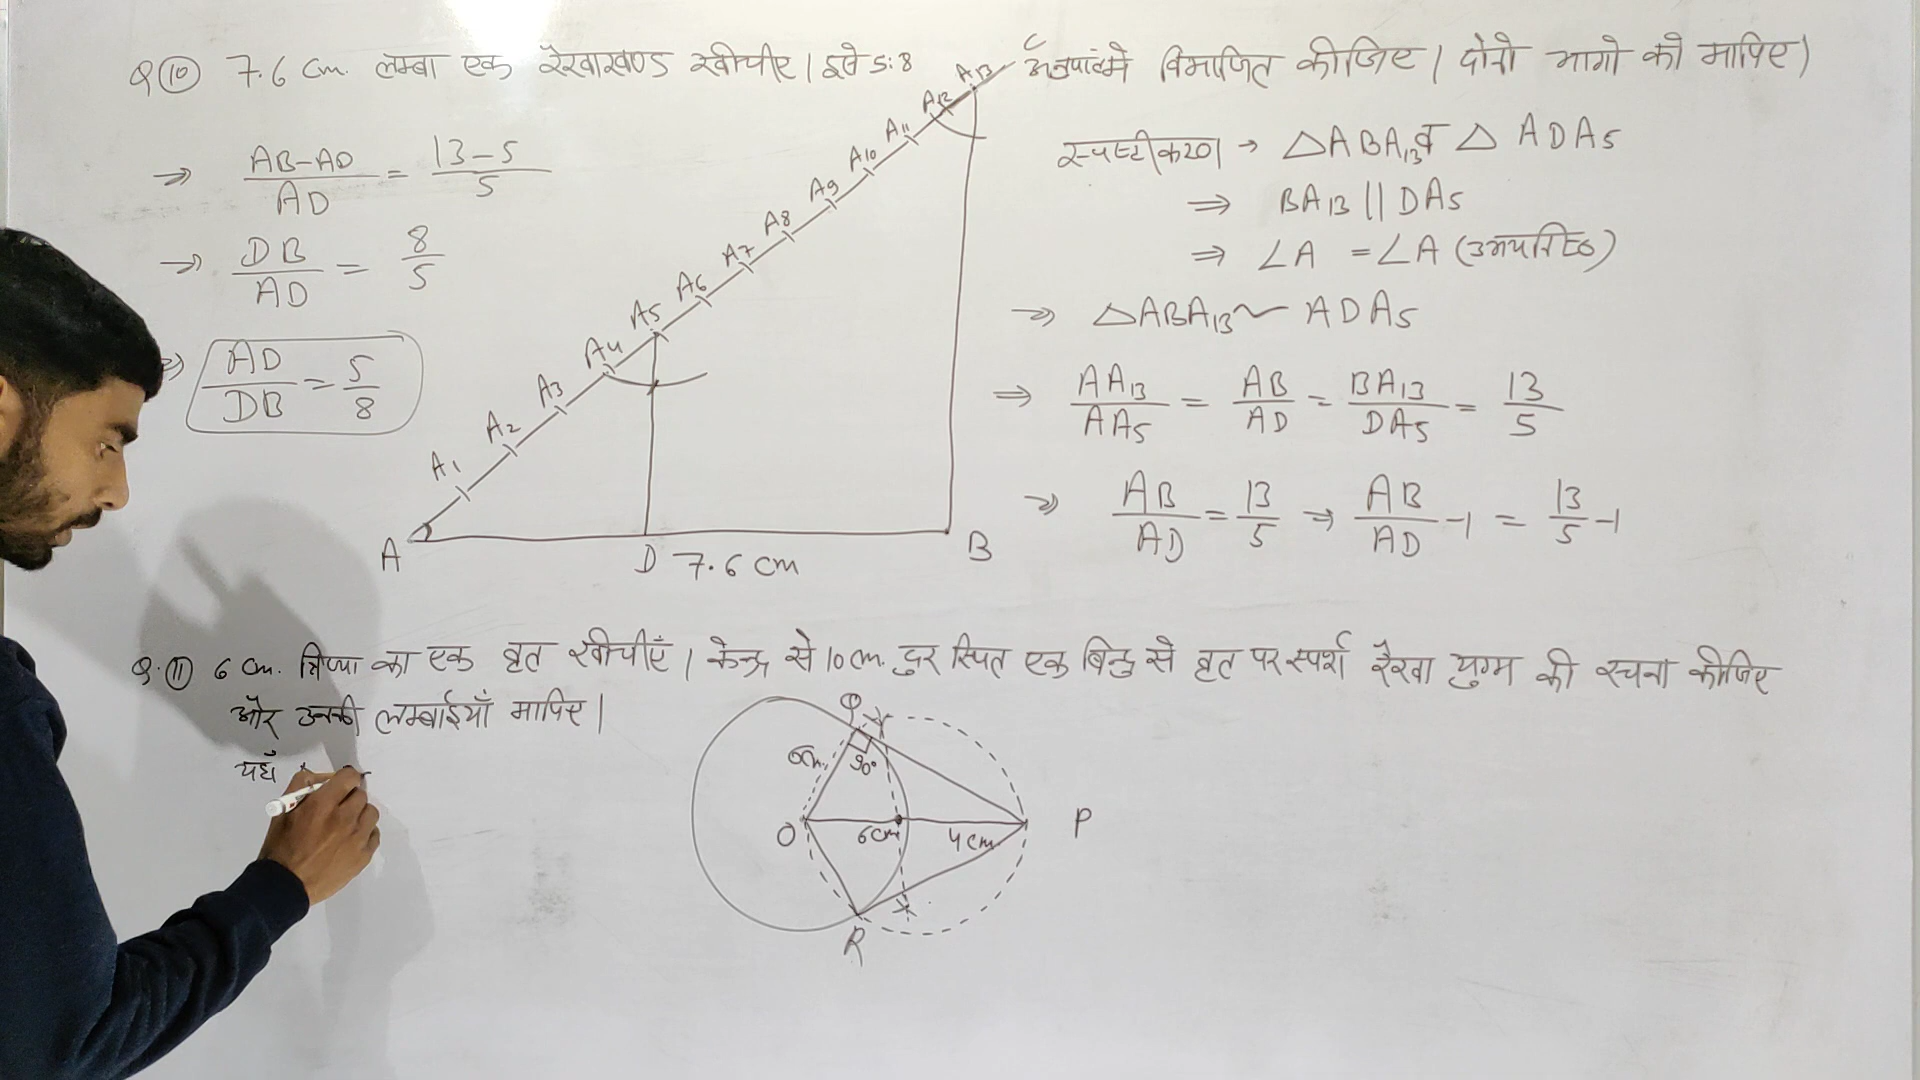 Q ⑩ 7.6 cm. लम्बा एक रेखाखण्ड खीचीए। इसे 5:8 अनुपातमे विभाजित कीजिए। दोनो भागो को मापिए)
⇒ AB-AD/AD = 13-5/5
⇒ DB/AD = 8/5
⇒ AD/DB = 5/8
A1
A2
A3
A4
A5
A6
A7
A8
A9
A10
A11
A12
A13
C
A
D
7.6 cm
B
स्पष्टीकरण → △ABA13 व △ ADA5
⇒ BA13 || DA5
⇒ ∠A = ∠A (उभयनिष्ठ)
⇒ △ABA13 ~ ADA5
⇒ AA13/AA5 = AB/AD = BA13/DA5 = 13/5
⇒ AB/AD = 13/5 ⇒ AB/AD -1 = 13/5 -1
Q. ⑪ 6 cm. त्रिज्या का एक वृत खीचीएँ। केन्द्र से 10cm. दुर स्थित एक बिन्दु से वृत पर स्पर्श रेखा युग्म की रचना कीजिए
और उनकी लम्बाईयाँ मापिए।
यहाँ
Q
6cm.
90°
O
6cm
4cm.
P
R